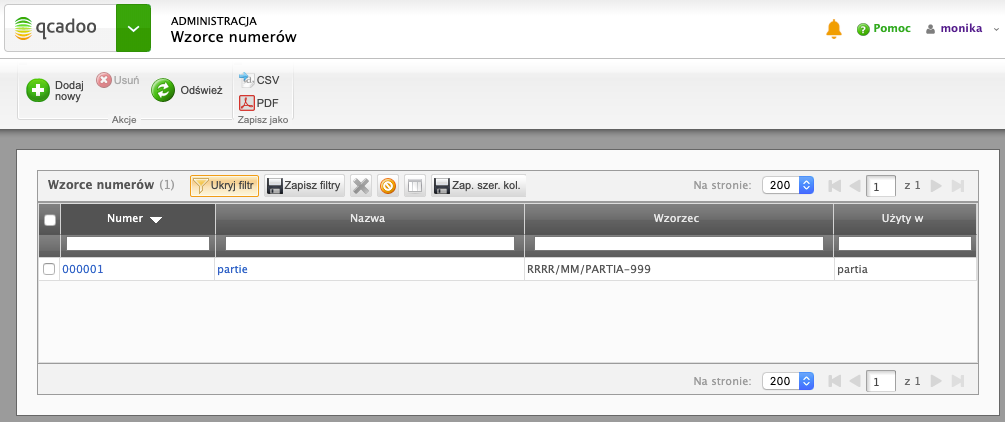 qcadoo
ADMINISTRACJA
Wzorce numerów
Pomoc
monika
Dodaj nowy
Usuń
Odśwież
Akcje
CSV
PDF
Zapisz jako
Wzorce numerów (1)
Ukryj filtr
Zapisz filtry
Zap. szer. kol.
Na stronie: 200
1 z 1
Numer Nazwa Wzorzec Użyty w
000001 partie RRRR/MM/PARTIA-999 partia
Na stronie: 200
1 z 1